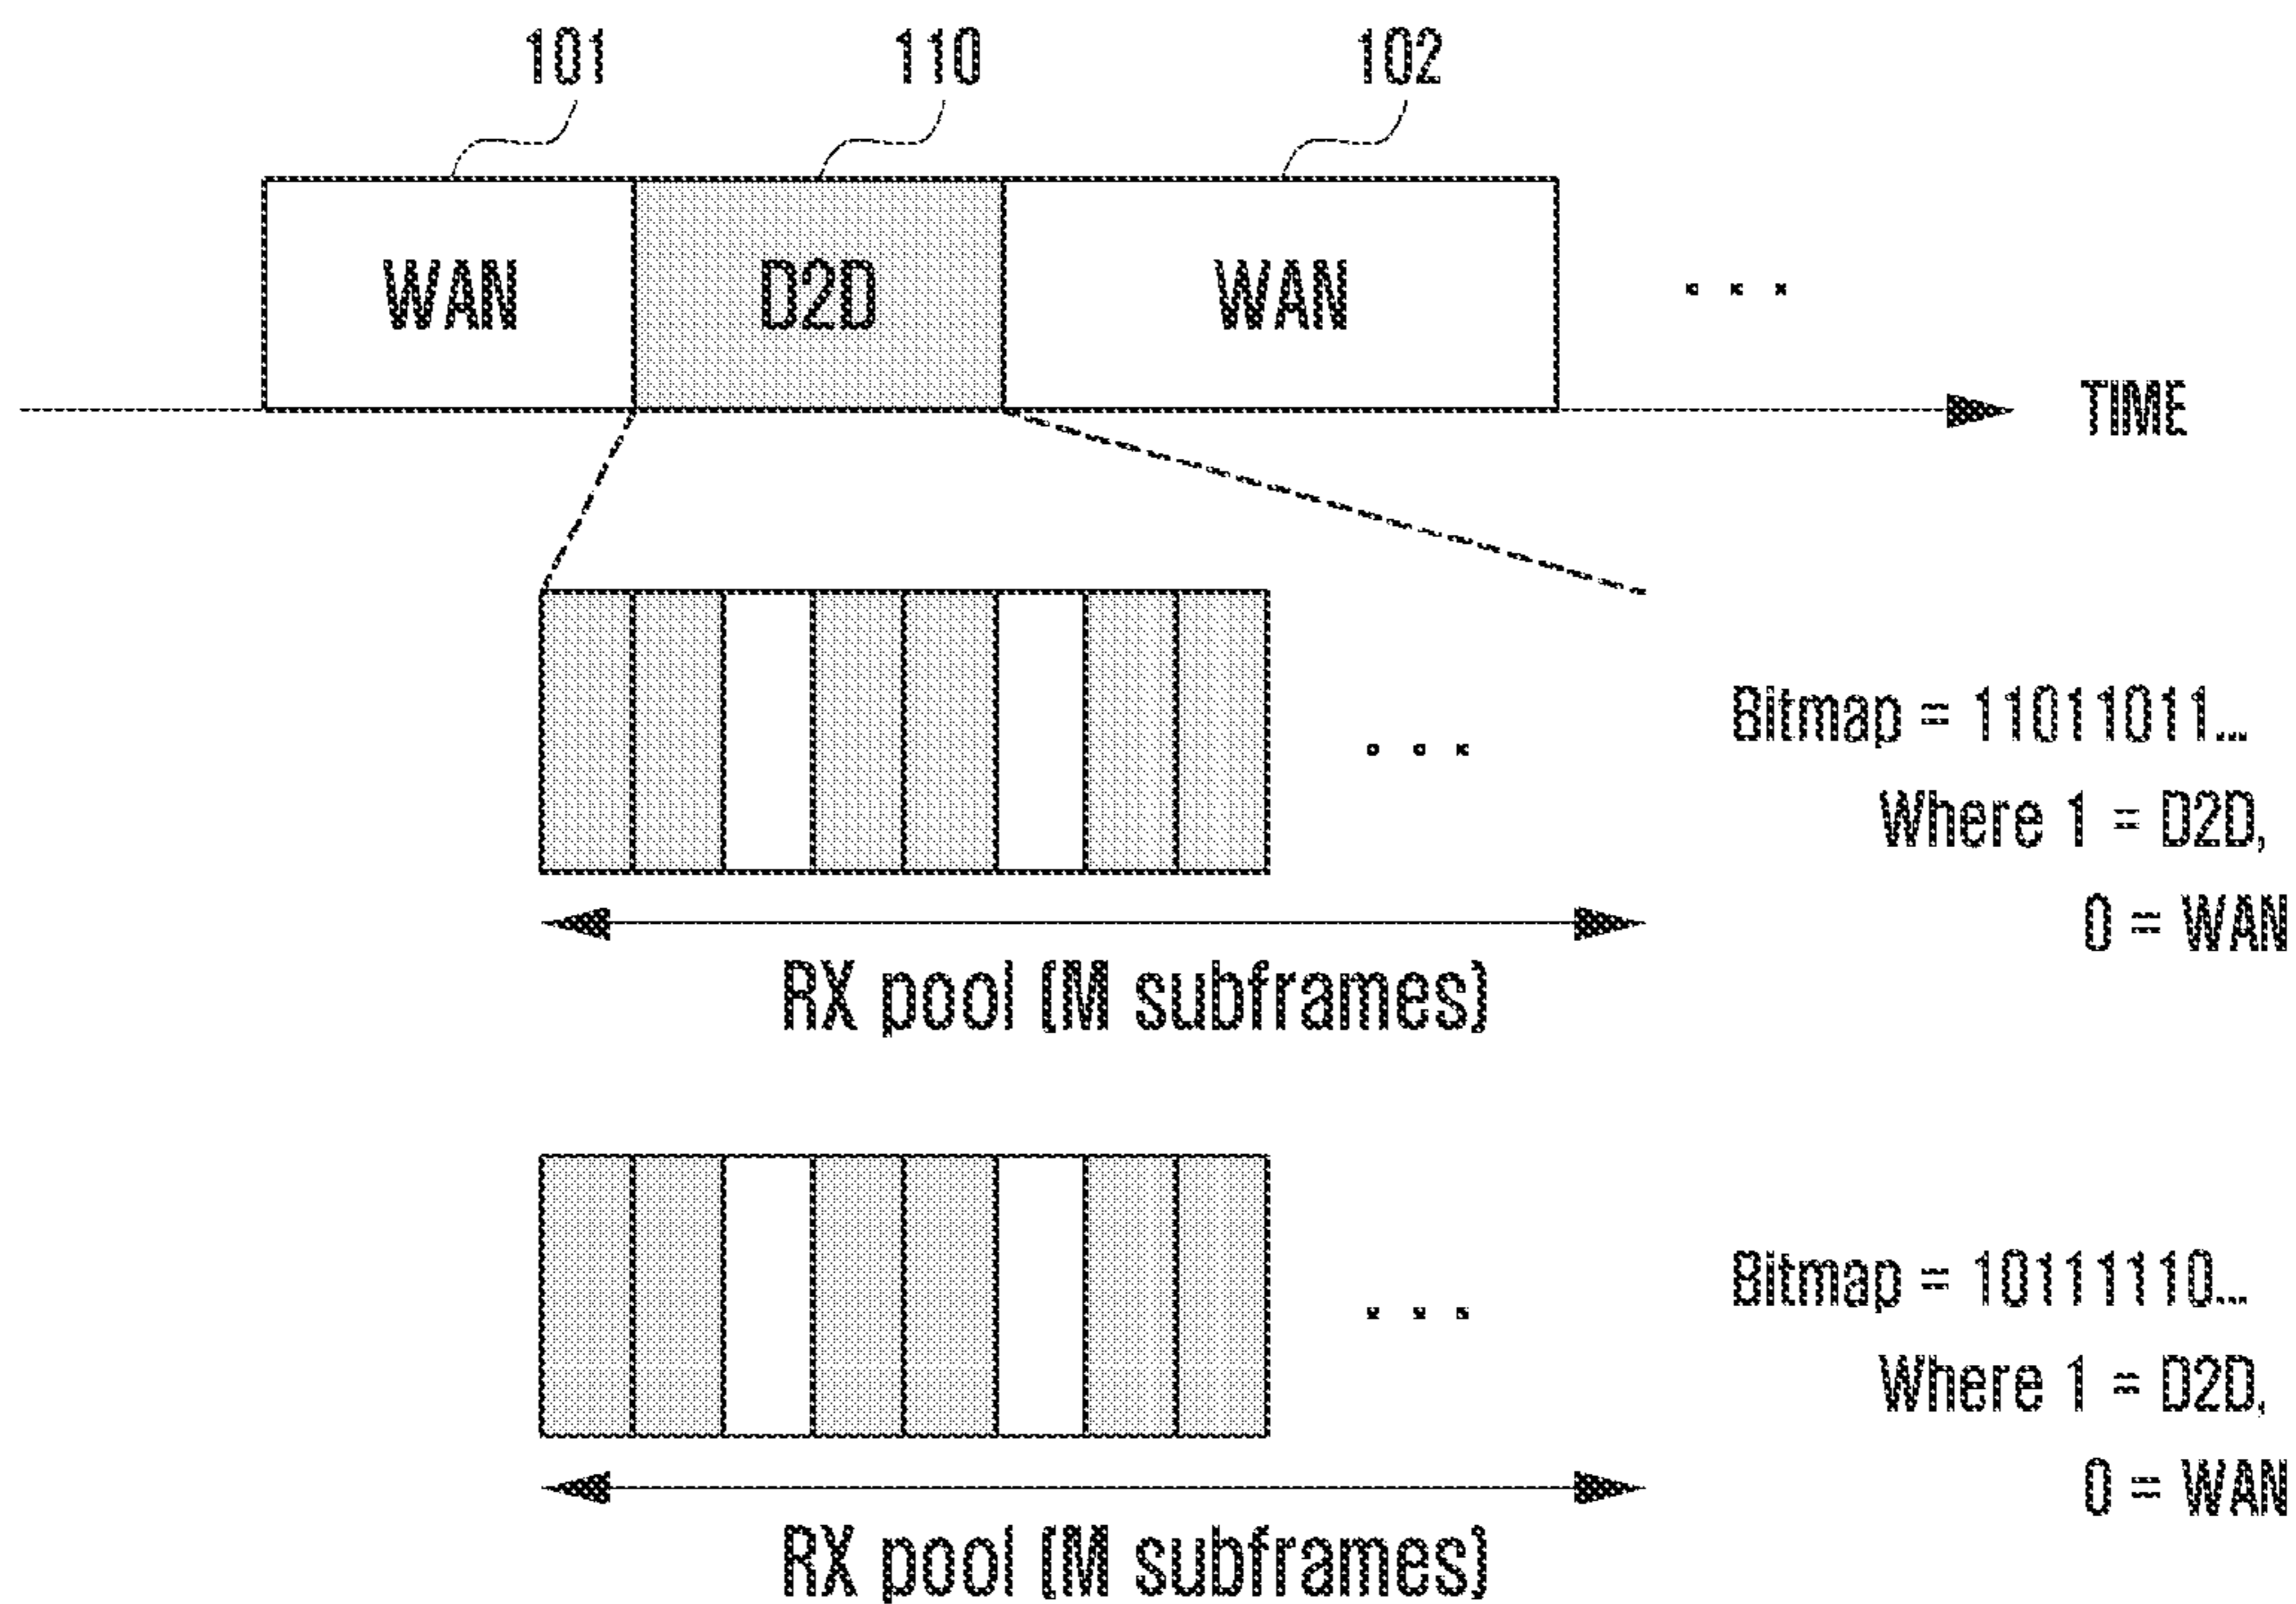 101 110 102
WAN D2D WAN ...
TIME
...
Bitmap = 11011011...
Where 1 = D2D,
0 = WAN
RX pool (M subframes)
...
Bitmap = 10111110...
Where 1 = D2D,
0 = WAN
RX pool (M subframes)